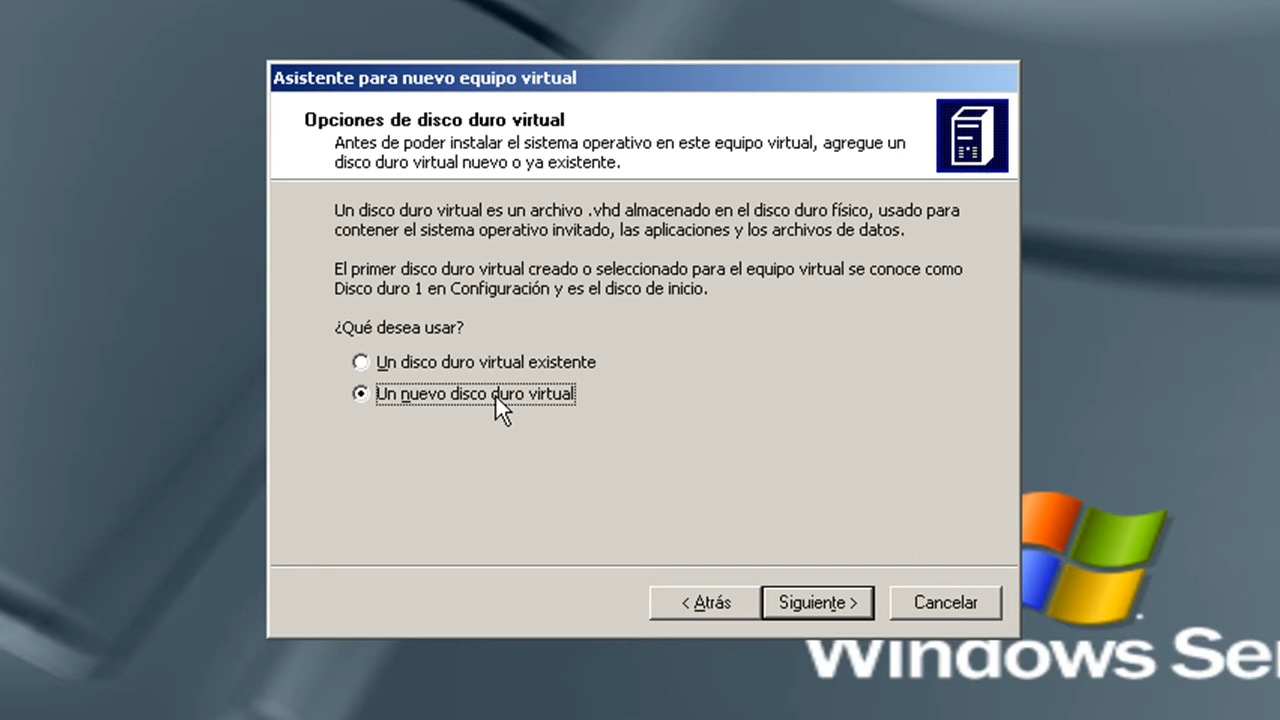 Asistente para nuevo equipo virtual
Opciones de disco duro virtual
Antes de poder instalar el sistema operativo en este equipo virtual, agregue un
disco duro virtual nuevo o ya existente.
Un disco duro virtual es un archivo .vhd almacenado en el disco duro físico, usado para
contener el sistema operativo invitado, las aplicaciones y los archivos de datos.
El primer disco duro virtual creado o seleccionado para el equipo virtual se conoce como
Disco duro 1 en Configuración y es el disco de inicio.
¿Qué desea usar?
Un disco duro virtual existente
Un nuevo disco duro virtual
< Atrás
Siguiente >
Cancelar
Windows Ser